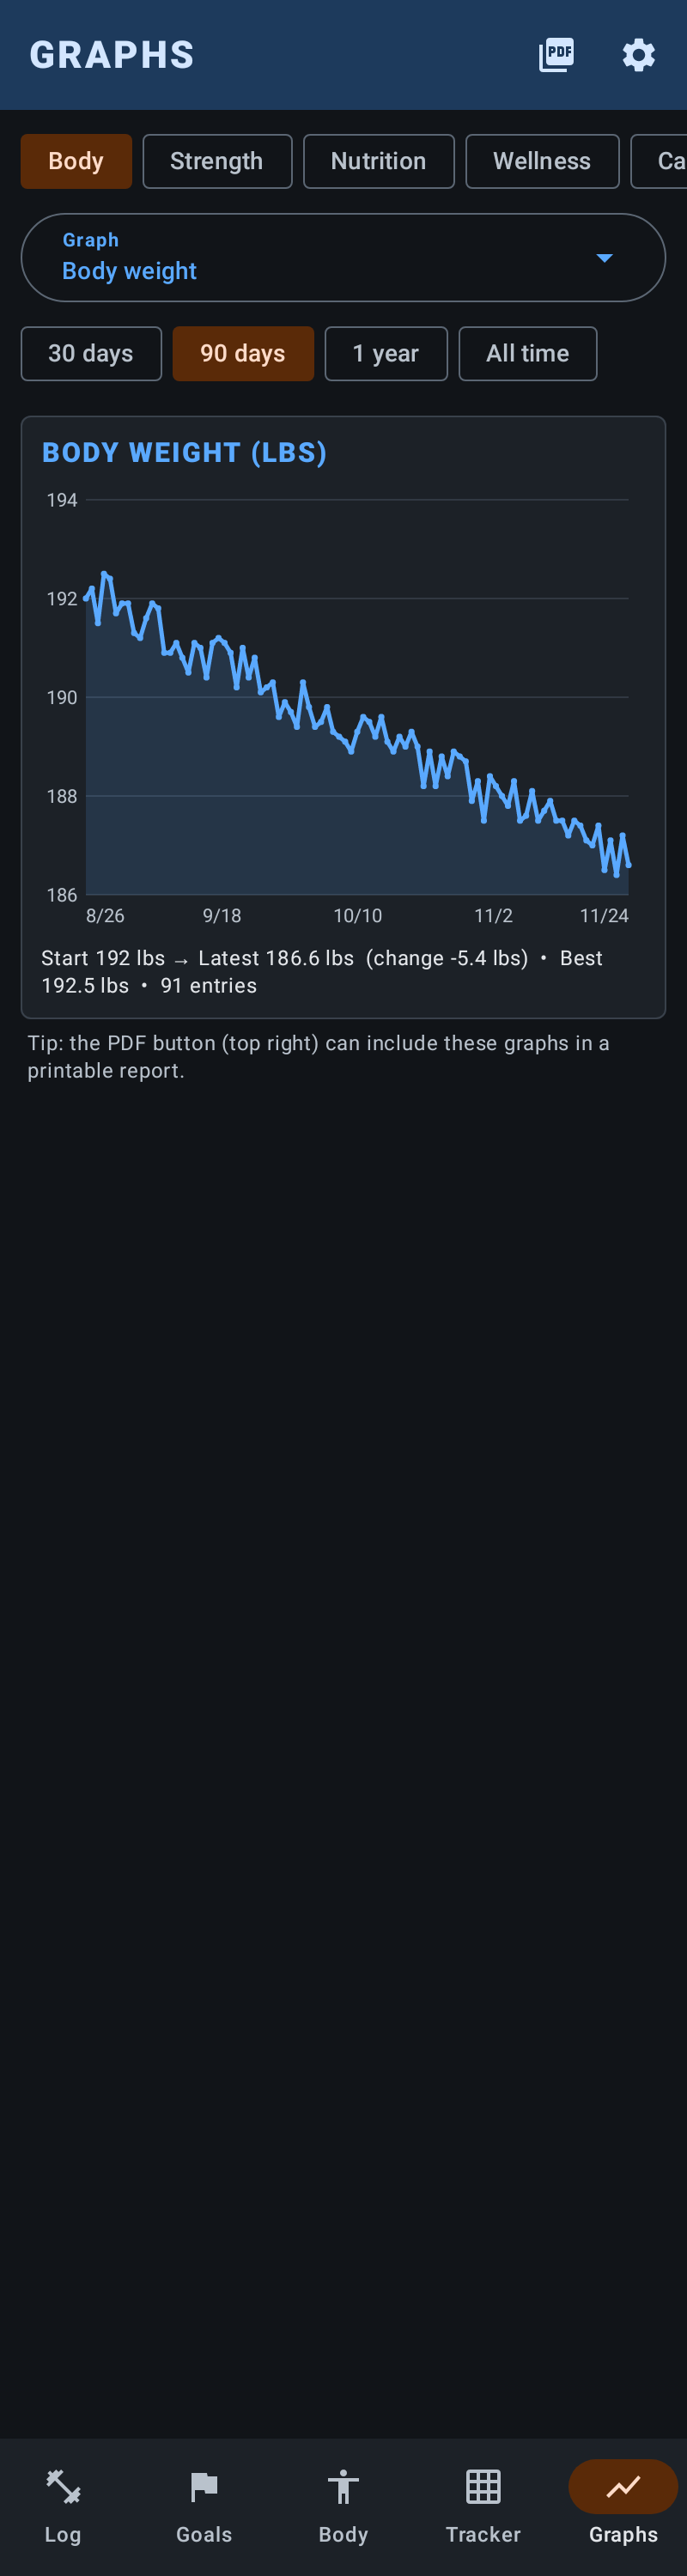 GRAPHS
PDF
Body
Strength
Nutrition
Wellness
Ca
Graph
Body weight
30 days
90 days
1 year
All time
BODY WEIGHT (LBS)
194
192
190
188
186
8/26
9/18
10/10
11/2
11/24
Start 192 lbs → Latest 186.6 lbs (change -5.4 lbs) • Best
192.5 lbs • 91 entries
Tip: the PDF button (top right) can include these graphs in a
printable report.
Log
Goals
Body
Tracker
Graphs